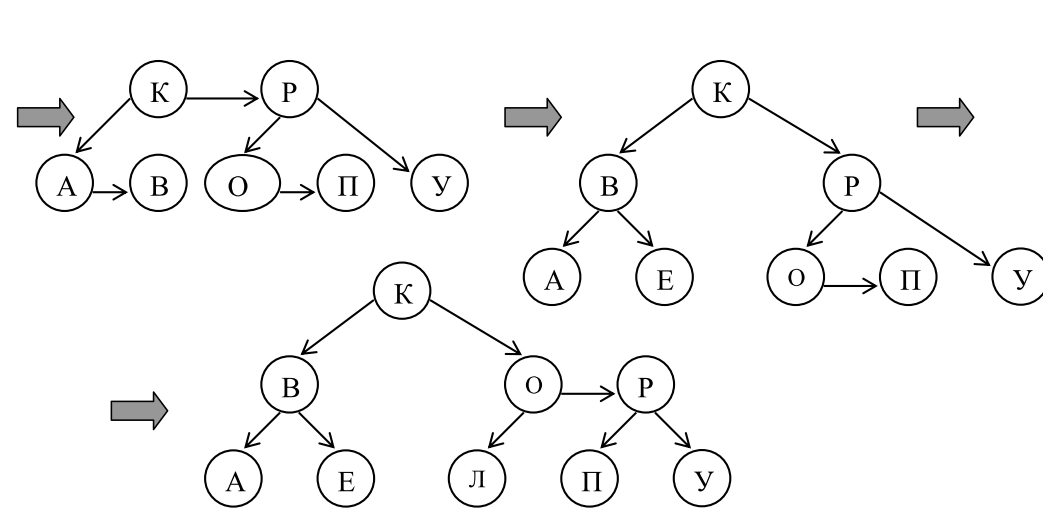 К Р
А В О П У
К
В Р
А Е О П У
К
В О Р
А Е Л П У